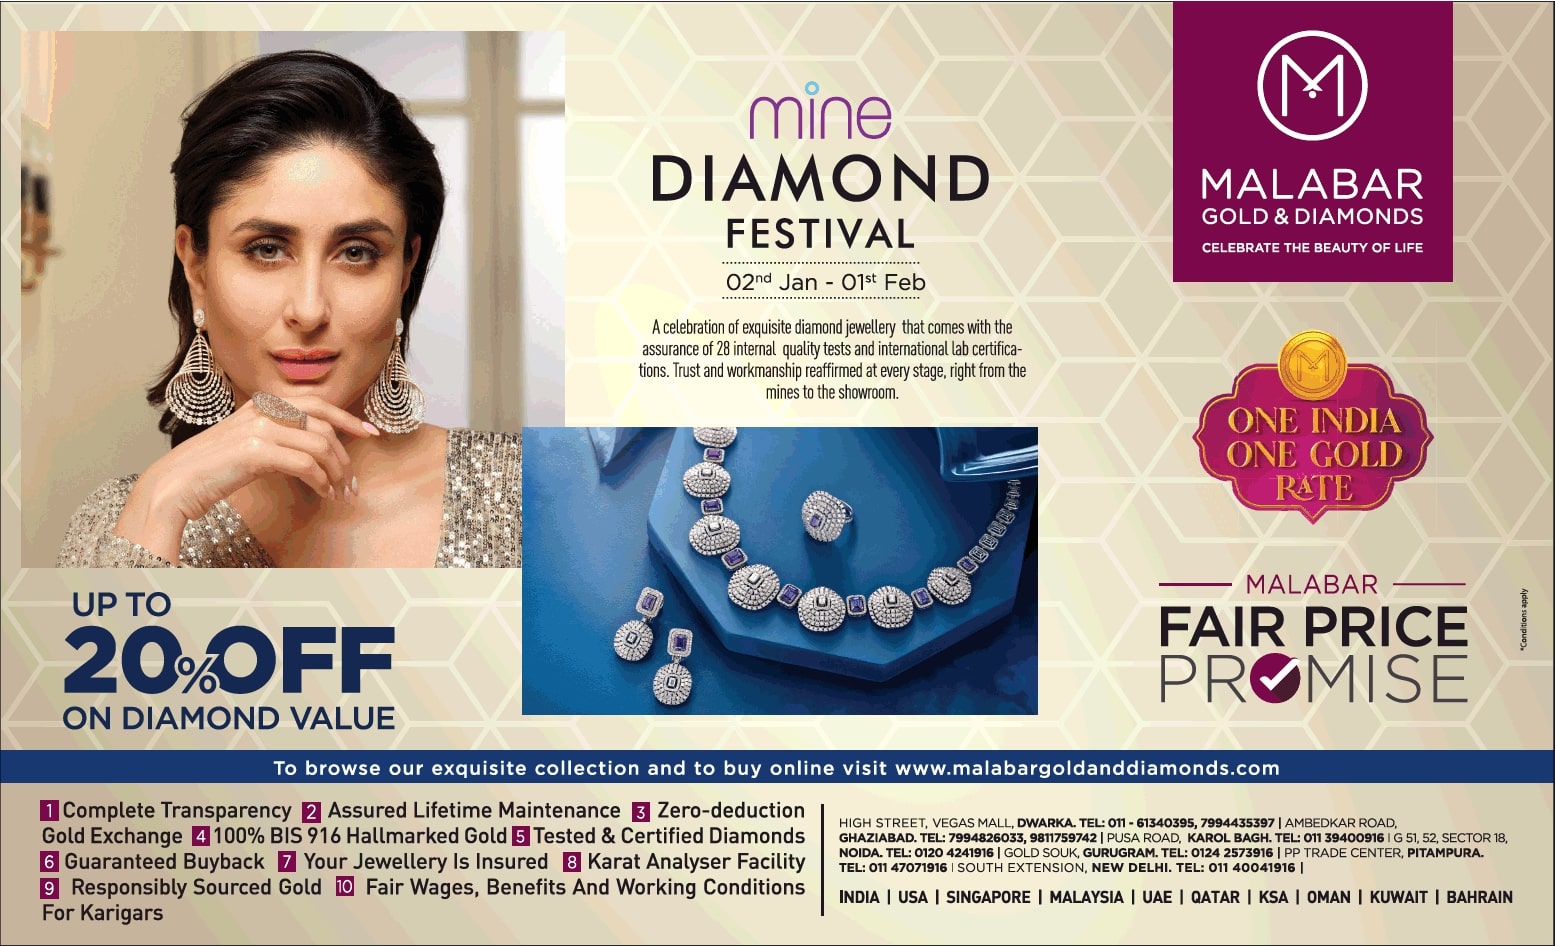 mine
DIAMOND
FESTIVAL
02nd Jan - 01st Feb
A celebration of exquisite diamond jewellery that comes with the
assurance of 28 internal quality tests and international lab certifica-
tions. Trust and workmanship reaffirmed at every stage, right from the
mines to the showroom.
M
MALABAR
GOLD & DIAMONDS
CELEBRATE THE BEAUTY OF LIFE
M
ONE INDIA
ONE GOLD
RATE
MALABAR
FAIR PRICE
PROMISE
*Conditions apply
UP TO
20% OFF
ON DIAMOND VALUE
To browse our exquisite collection and to buy online visit www.malabargoldanddiamonds.com
1 Complete Transparency 2 Assured Lifetime Maintenance 3 Zero-deduction
Gold Exchange 4 100% BIS 916 Hallmarked Gold 5 Tested & Certified Diamonds
6 Guaranteed Buyback 7 Your Jewellery Is Insured 8 Karat Analyser Facility
9 Responsibly Sourced Gold 10 Fair Wages, Benefits And Working Conditions
For Karigars
HIGH STREET, VEGAS MALL, DWARKA. TEL: 011 - 61340395, 7994435397 | AMBEDKAR ROAD,
GHAZIABAD. TEL: 7994826033, 9811759742 | PUSA ROAD, KAROL BAGH. TEL: 011 39400916 | G 51, 52, SECTOR 18,
NOIDA. TEL: 0120 4241916 | GOLD SOUK, GURUGRAM. TEL: 0124 2573916 | PP TRADE CENTER, PITAMPURA.
TEL: 011 47071916 | SOUTH EXTENSION, NEW DELHI. TEL: 011 40041916 |
INDIA | USA | SINGAPORE | MALAYSIA | UAE | QATAR | KSA | OMAN | KUWAIT | BAHRAIN